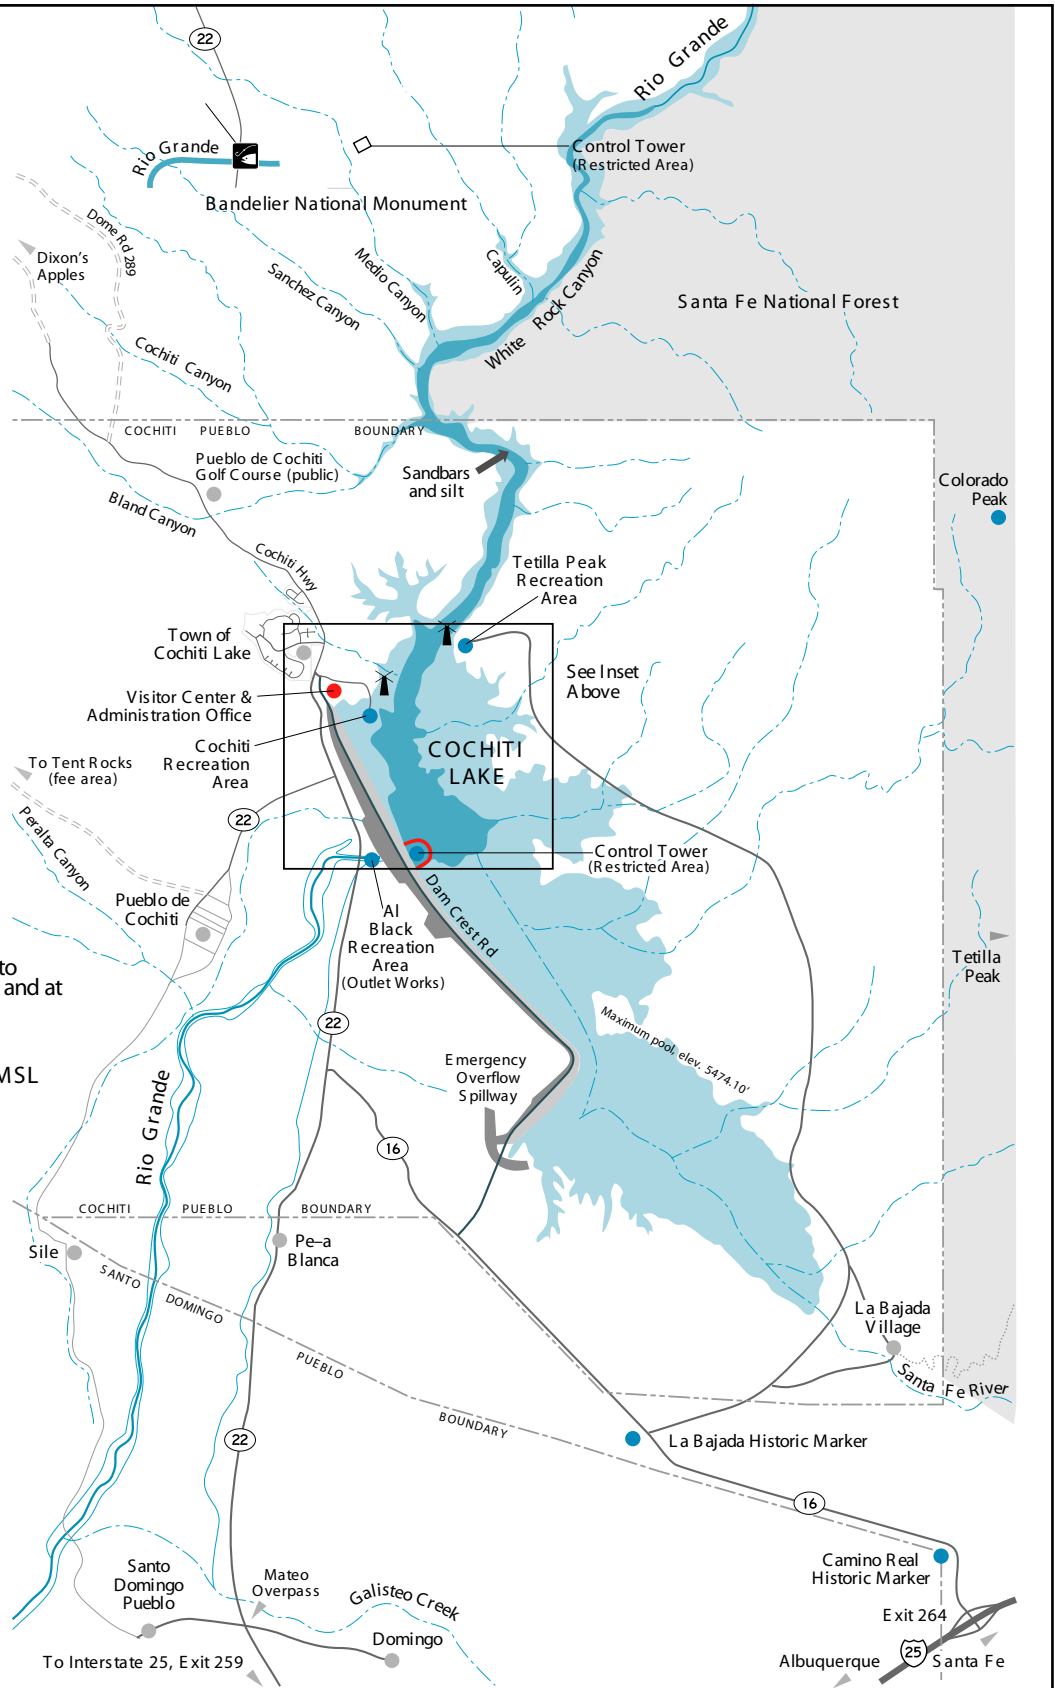 22
Rio Grande
Rio Grande
Control Tower
(Restricted Area)
Bandelier National Monument
Dome Rd 289
Dixon's
Apples
Sanchez Canyon
Medio Canyon
Capulin
White Rock Canyon
Santa Fe National Forest
Cochiti Canyon
COCHITI PUEBLO BOUNDARY
Pueblo de Cochiti
Golf Course (public)
Sandbars
and silt
Colorado
Peak
Bland Canyon
Cochiti Hwy
Tetilla Peak
Recreation
Area
Town of
Cochiti Lake
See Inset
Above
Visitor Center &
Administration Office
Cochiti
Recreation
Area
COCHITI
LAKE
To Tent Rocks
(fee area)
22
Peralta Canyon
Control Tower
(Restricted Area)
Pueblo de
Cochiti
Al
Black
Recreation
Area
(Outlet Works)
Dam Crest Rd
Tetilla
Peak
to
and at
22
Maximum pool, elev. 5474.10'
MSL
Emergency
Overflow
Spillway
Rio Grande
16
COCHITI PUEBLO BOUNDARY
Sile
Pe–a
Blanca
SANTO DOMINGO PUEBLO BOUNDARY
La Bajada
Village
Santa Fe River
22
La Bajada Historic Marker
16
Camino Real
Historic Marker
Santo
Domingo
Pueblo
Mateo
Overpass
Galisteo Creek
Domingo
Exit 264
25
To Interstate 25, Exit 259
Albuquerque
Santa Fe